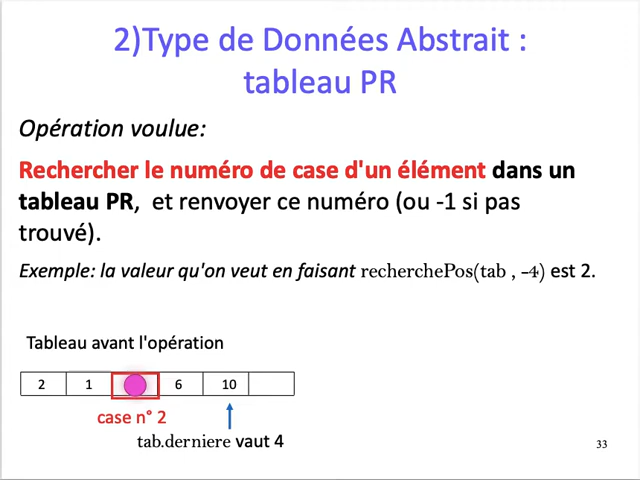 2)Type de Données Abstrait :
tableau PR
Opération voulue:
Rechercher le numéro de case d'un élément dans un
tableau PR, et renvoyer ce numéro (ou -1 si pas
trouvé).
Exemple: la valeur qu'on veut en faisant recherchePos(tab , -4) est 2.
Tableau avant l'opération
2 1 6 10
case n° 2
tab.derniere vaut 4
33